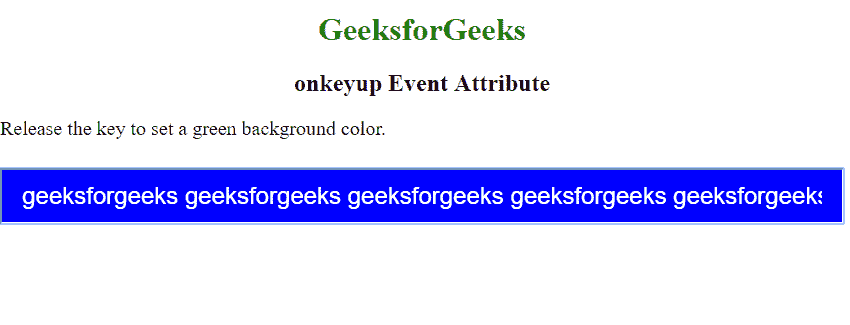 GeeksforGeeks
onkeyup Event Attribute
Release the key to set a green background color.
geeksforgeeks geeksforgeeks geeksforgeeks geeksforgeeks geeksforgeeks